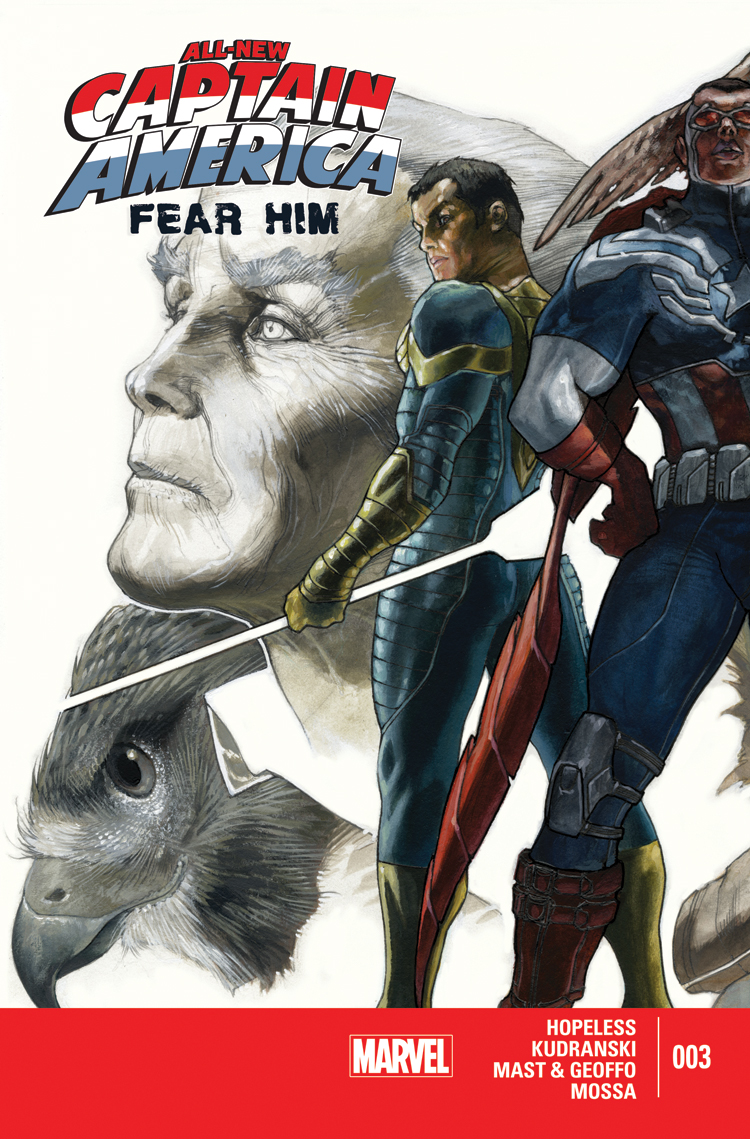 ALL-NEW
CAPTAIN
AMERICA
FEAR HIM
MARVEL
HOPELESS
KUDRANSKI
MAST & GEOFFO
MOSSA
003